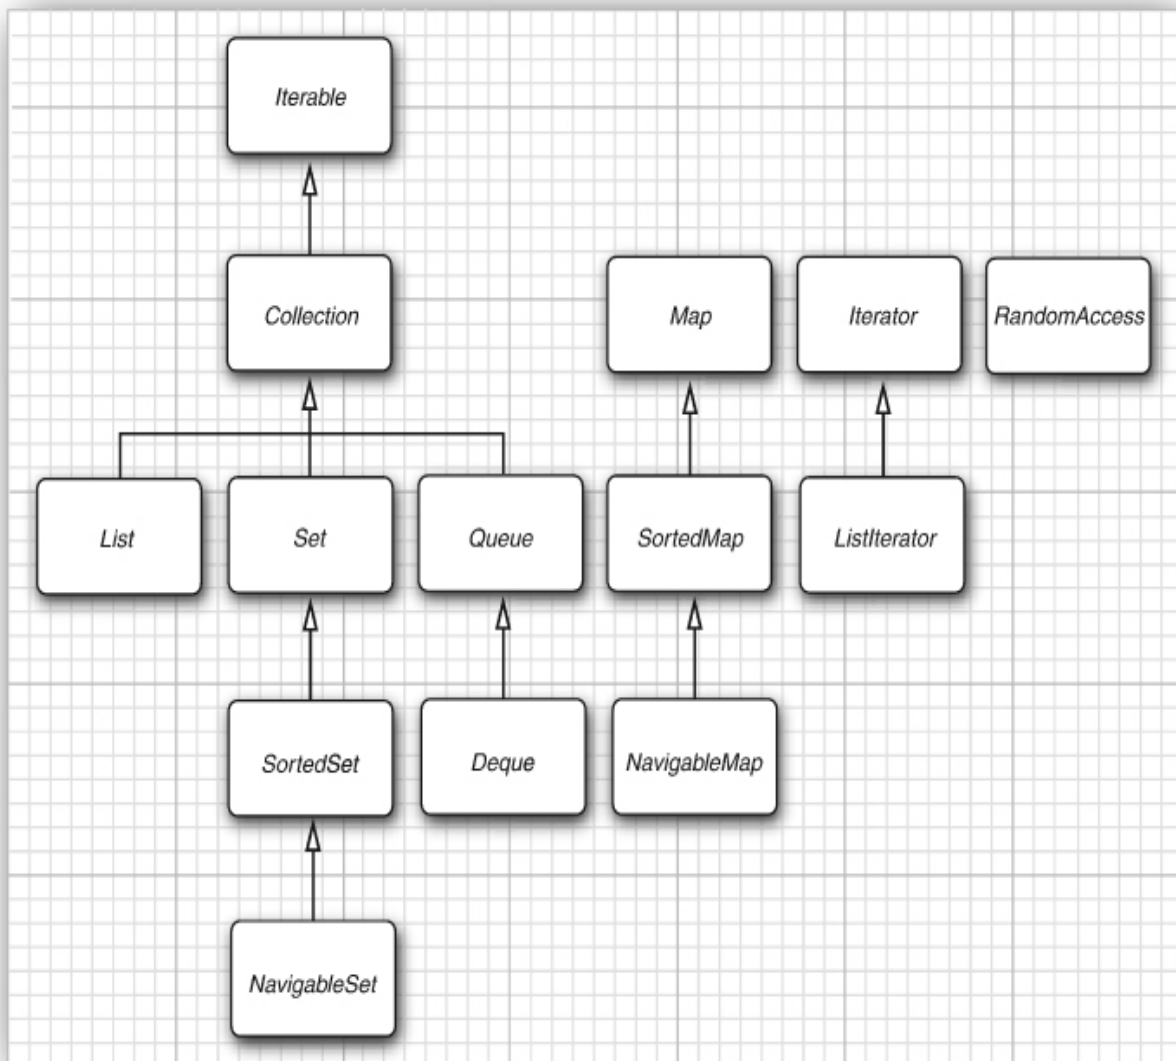 Iterable
Collection
Map
Iterator
RandomAccess
List
Set
Queue
SortedMap
ListIterator
SortedSet
Deque
NavigableMap
NavigableSet